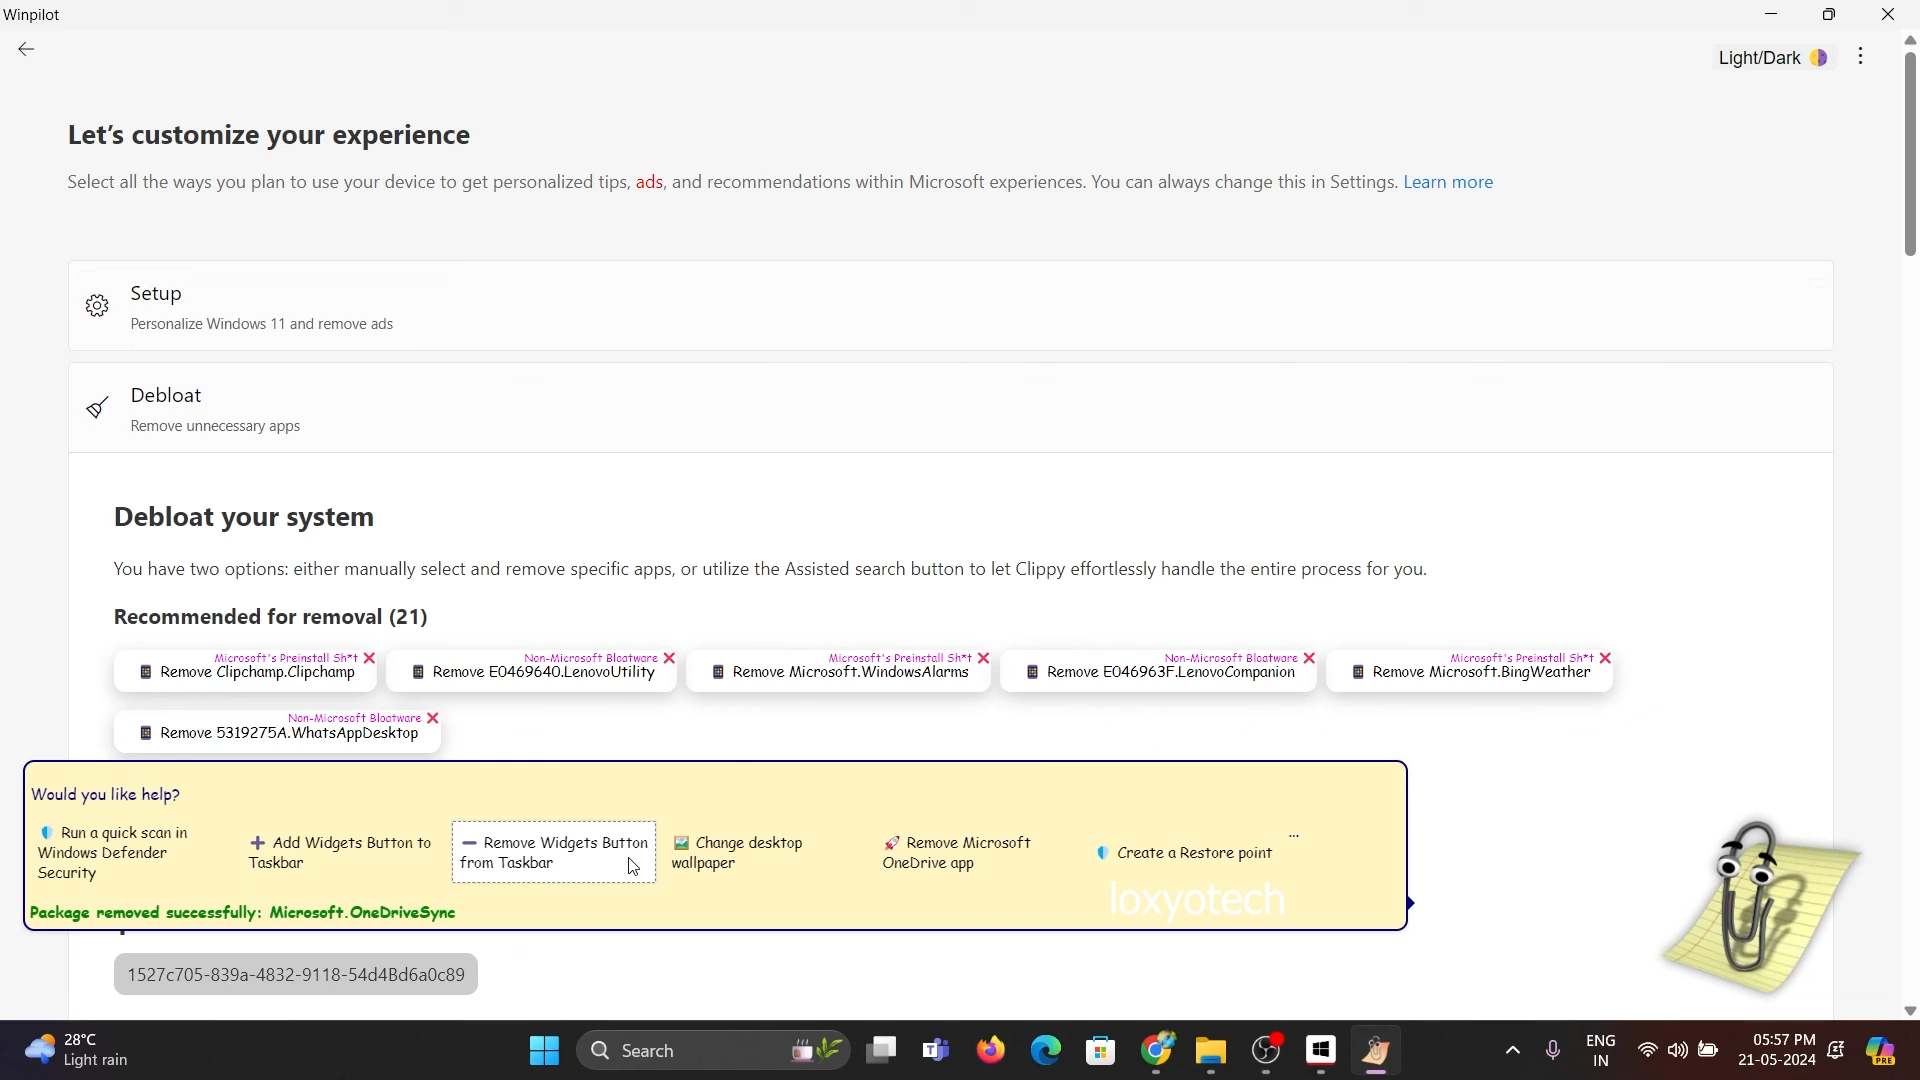 Winpilot
Light/Dark
Let's customize your experience
Select all the ways you plan to use your device to get personalized tips, ads, and recommendations within Microsoft experiences. You can always change this in Settings. Learn more
Setup
Personalize Windows 11 and remove ads
Debloat
Remove unnecessary apps
Debloat your system
You have two options: either manually select and remove specific apps, or utilize the Assisted search button to let Clippy effortlessly handle the entire process for you.
Recommended for removal (21)
Microsoft's Preinstall Sh*t
Remove Clipchamp.Clipchamp
Non-Microsoft Bloatware
Remove E0469640.LenovoUtility
Microsoft's Preinstall Sh*t
Remove Microsoft.WindowsAlarms
Non-Microsoft Bloatware
Remove E046963F.LenovoCompanion
Microsoft's Preinstall Sh*t
Remove Microsoft.BingWeather
Non-Microsoft Bloatware
Remove 5319275A.WhatsAppDesktop
Would you like help?
Run a quick scan in
Windows Defender
Security
Add Widgets Button to
Taskbar
Remove Widgets Button
from Taskbar
Change desktop
wallpaper
Remove Microsoft
OneDrive app
Create a Restore point
...
loxyotech
Package removed successfully: Microsoft.OneDriveSync
1527c705-839a-4832-9118-54d4Bd6a0c89
28°C
Light rain
Search
ENG
IN
05:57 PM
21-05-2024
PRE